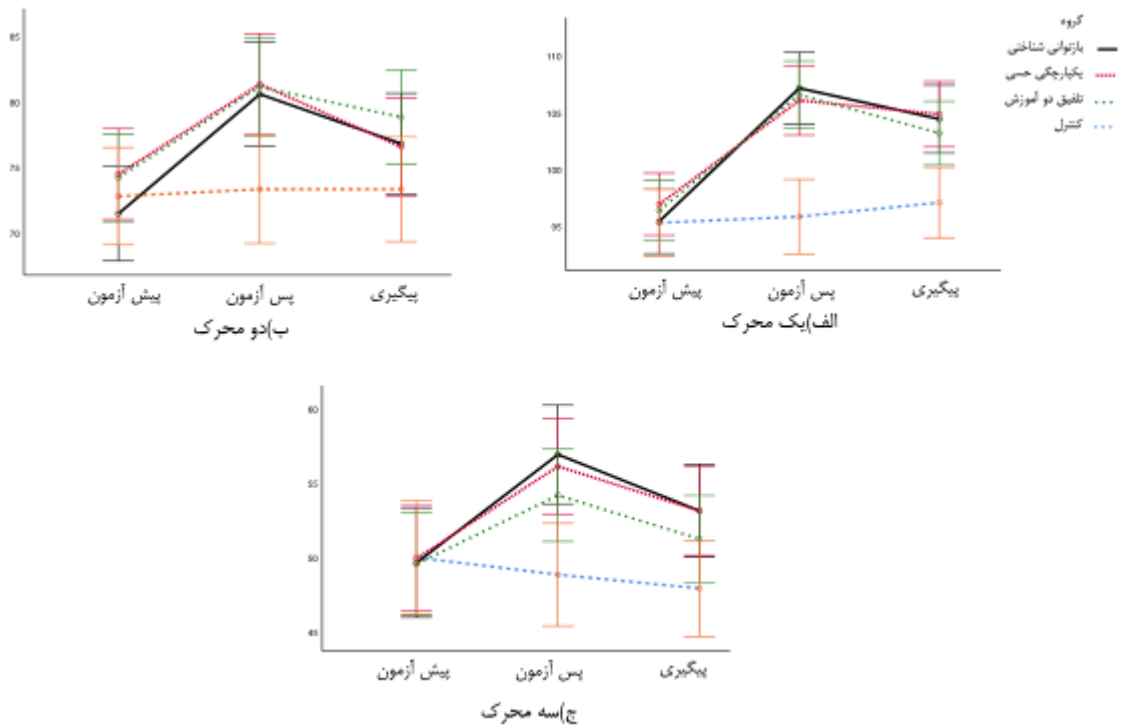 گروه
بازتوانی شناختی
یکپارچگی حسی
تلفیق دو آموزش
کنترل
110
105
100
95
پیش آزمون
پس آزمون
پیگیری
الف)یک محرک
85
80
75
70
پیش آزمون
پس آزمون
پیگیری
ب)دو محرک
60
55
50
45
پیش آزمون
پس آزمون
پیگیری
ج)سه محرک